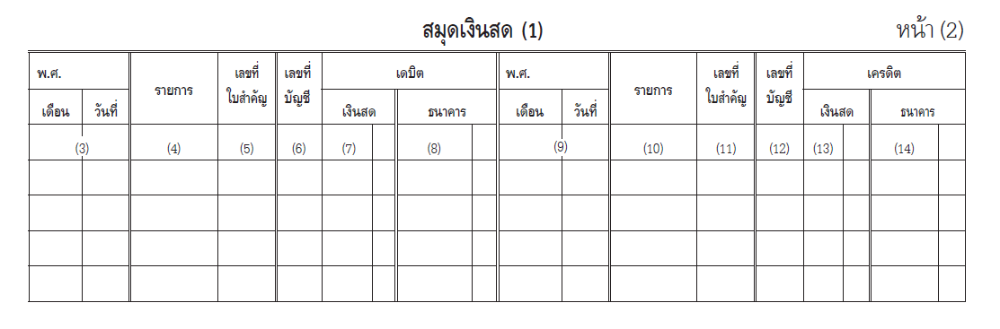 สมุดเงินสด (1)
หน้า (2)
พ.ศ. รายการ เลขที่ใบสำคัญ เลขที่บัญชี เดบิต พ.ศ. รายการ เลขที่ใบสำคัญ เลขที่บัญชี เครดิต
เดือน วันที่ เงินสด ธนาคาร เดือน วันที่ เงินสด ธนาคาร
(3) (4) (5) (6) (7) (8) (9) (10) (11) (12) (13) (14)